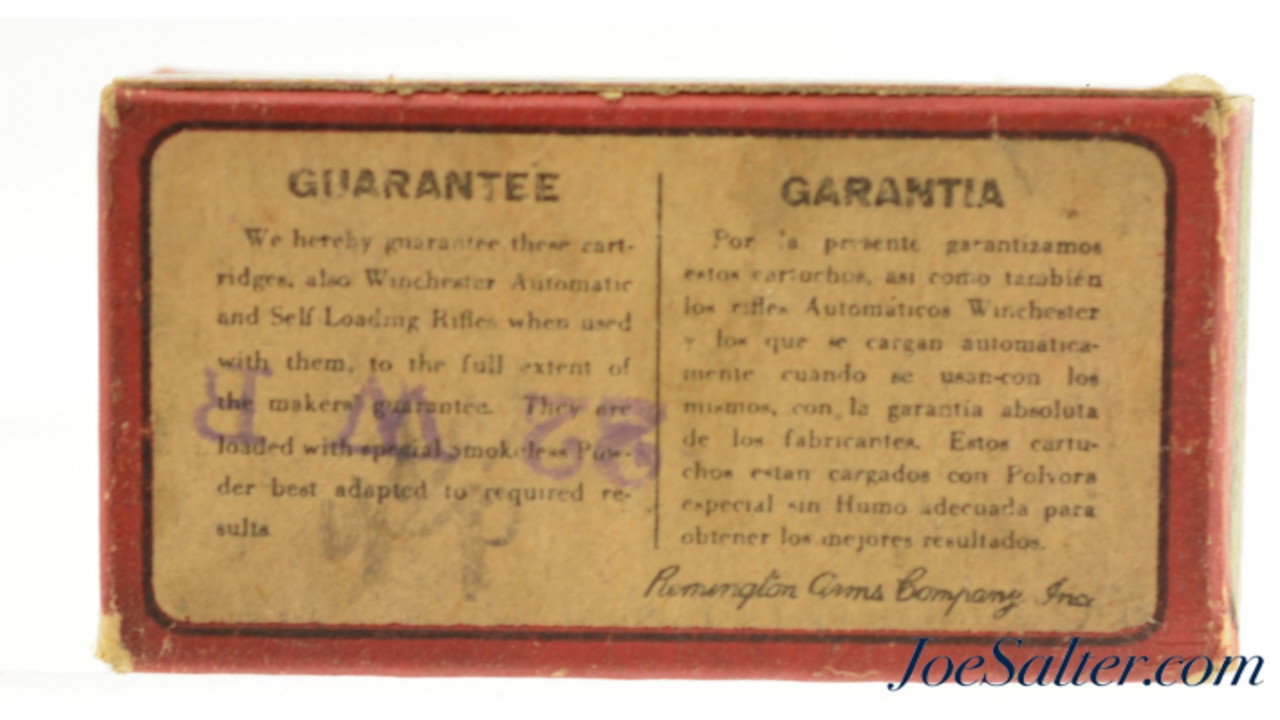 GUARANTEE
We hereby guarantee these cart-
ridges, also Winchester Automatic
and Self Loading Rifles when used
with them, to the full extent of
the makers' guarantee. They are
loaded with special smokeless Pow-
der best adapted to required re-
sults
GARANTIA
Por la presente garantizamos
estos cartuchos, asi como también
los rifles Automáticos Winchester
y los que se cargan automatica-
mente cuando se usan-con los
mismos, con la garantía absoluta
de los fabricantes. Estos cartu-
chos estan cargados con Polvora
especial sin Humo adecuada para
obtener los mejores resultados.
Remington Arms Company, Inc.
32 W R
JoeSalter.com